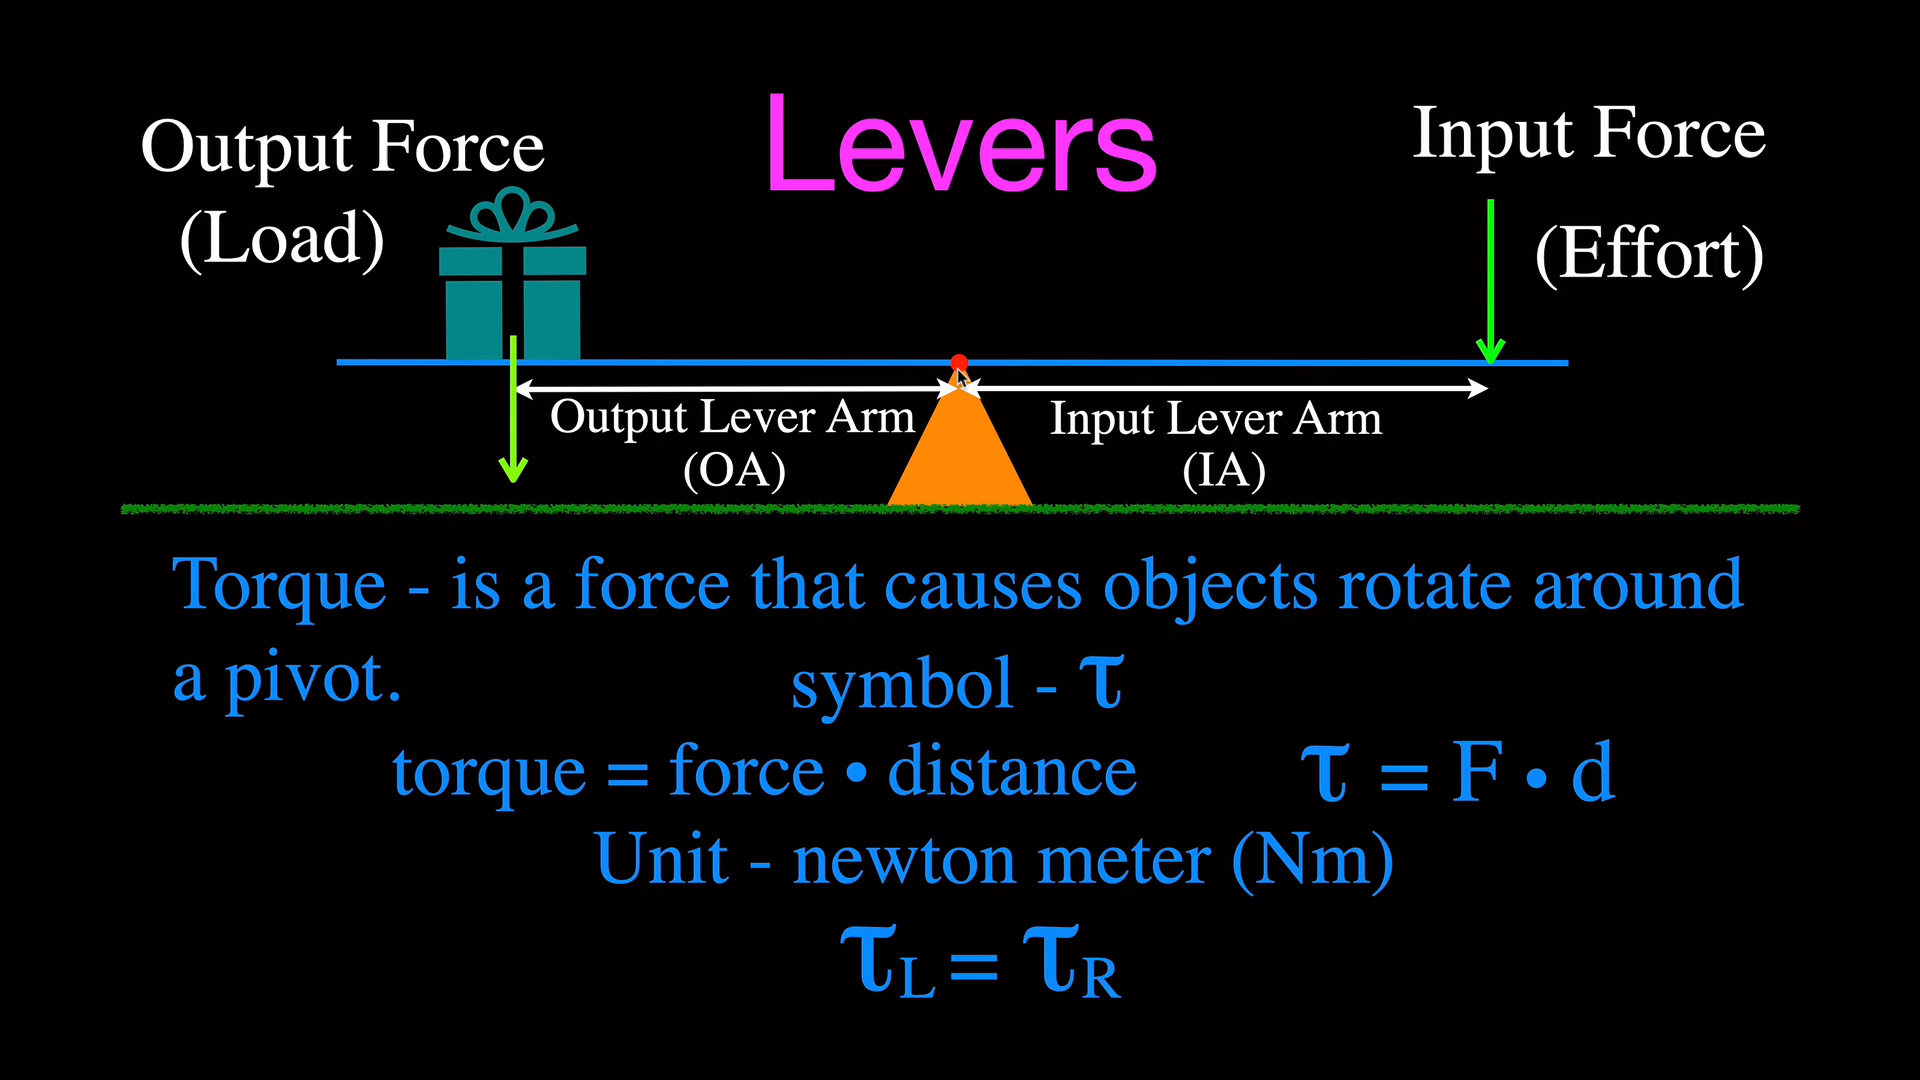 Levers
Output Force
(Load)
Input Force
(Effort)
Output Lever Arm
(OA)
Input Lever Arm
(IA)
Torque - is a force that causes objects rotate around
a pivot.
symbol - τ
torque = force • distance
τ = F • d
Unit - newton meter (Nm)
τL = τR